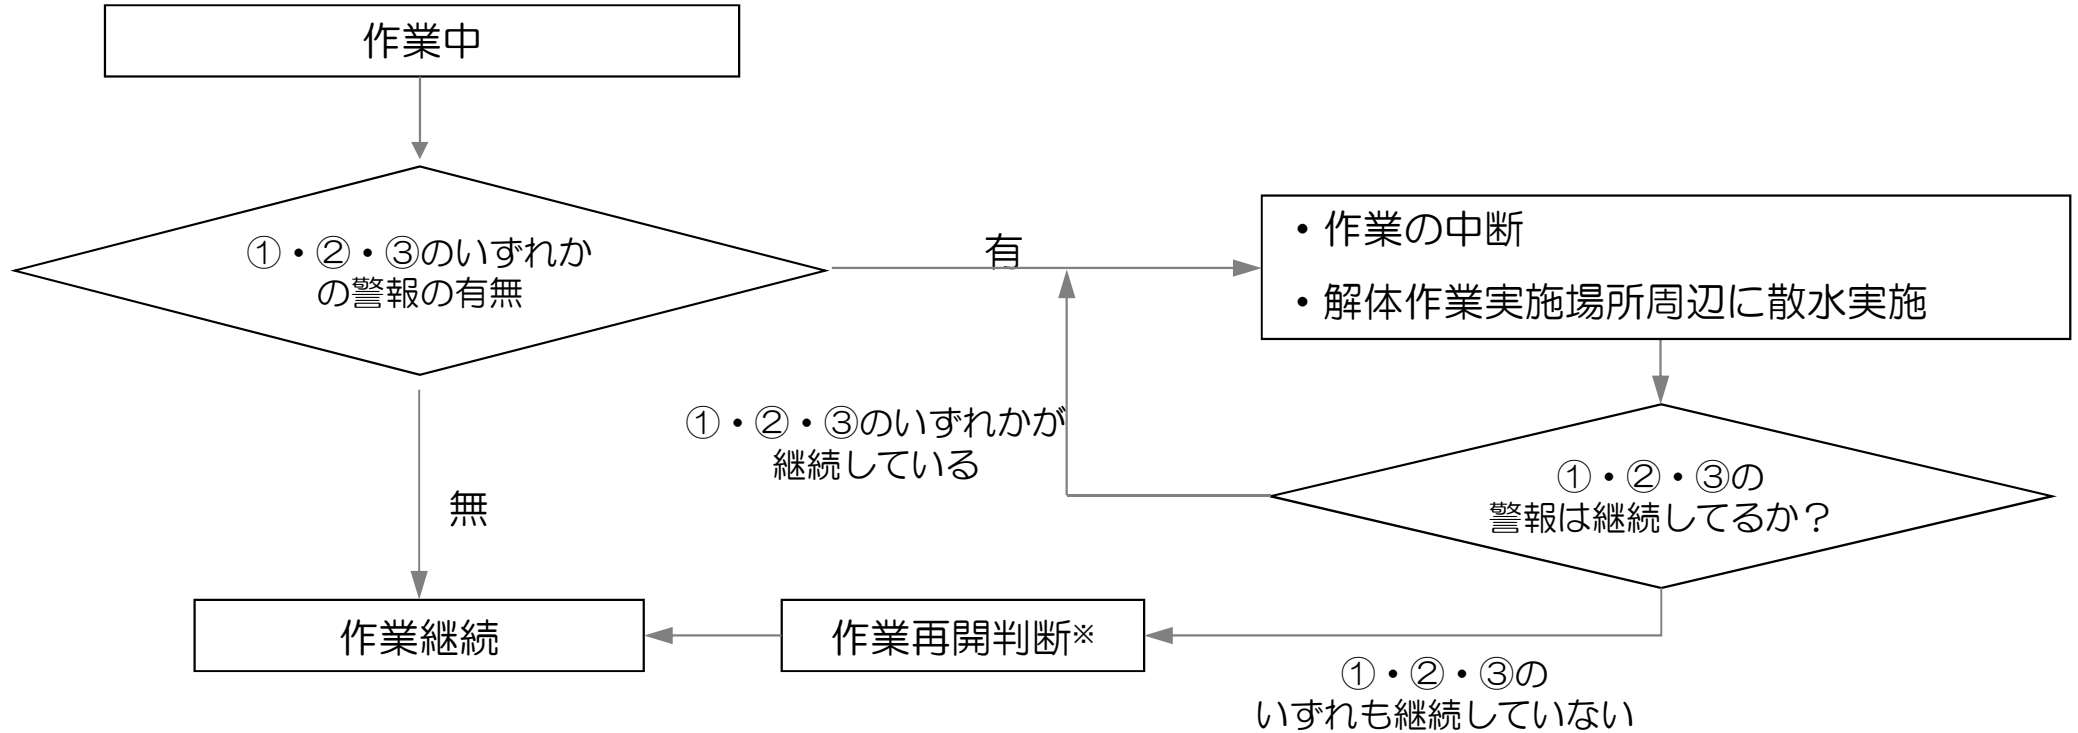 作業中
①・②・③のいずれか
の警報の有無
有
・作業の中断
・解体作業実施場所周辺に散水実施
①・②・③のいずれかが
継続している
①・②・③の
警報は継続してるか？
無
作業継続
作業再開判断※
①・②・③の
いずれも継続していない